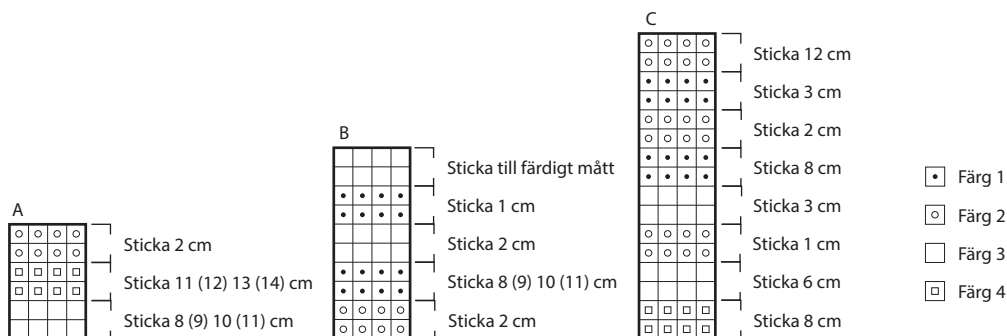 A
Sticka 2 cm
Sticka 11 (12) 13 (14) cm
Sticka 8 (9) 10 (11) cm
B
Sticka till färdigt mått
Sticka 1 cm
Sticka 2 cm
Sticka 8 (9) 10 (11) cm
Sticka 2 cm
C
Sticka 12 cm
Sticka 3 cm
Sticka 2 cm
Sticka 8 cm
Sticka 3 cm
Sticka 1 cm
Sticka 6 cm
Sticka 8 cm
Färg 1
Färg 2
Färg 3
Färg 4